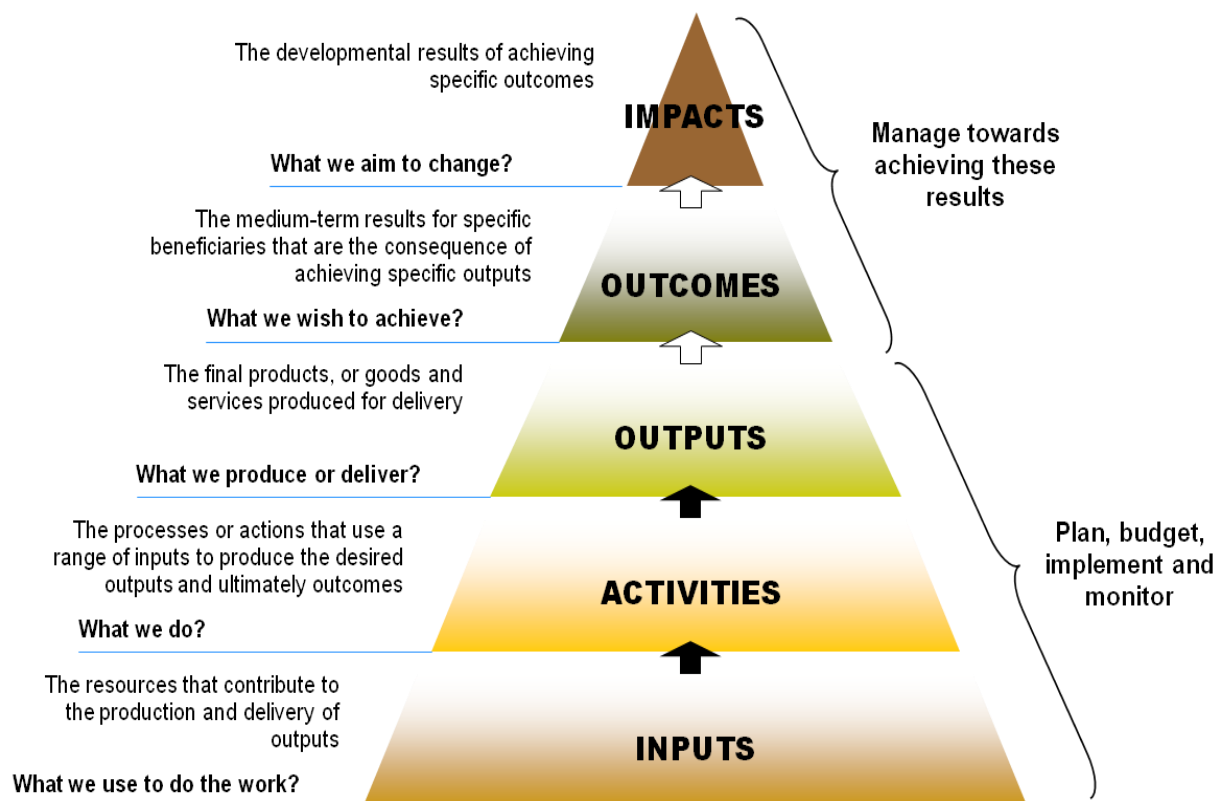 The developmental results of achieving
specific outcomes
IMPACTS
What we aim to change?
Manage towards
achieving these
results
The medium-term results for specific
beneficiaries that are the consequence of
achieving specific outputs
OUTCOMES
What we wish to achieve?
The final products, or goods and
services produced for delivery
OUTPUTS
What we produce or deliver?
The processes or actions that use a
range of inputs to produce the desired
outputs and ultimately outcomes
ACTIVITIES
Plan, budget,
implement and
monitor
What we do?
The resources that contribute to
the production and delivery of
outputs
INPUTS
What we use to do the work?